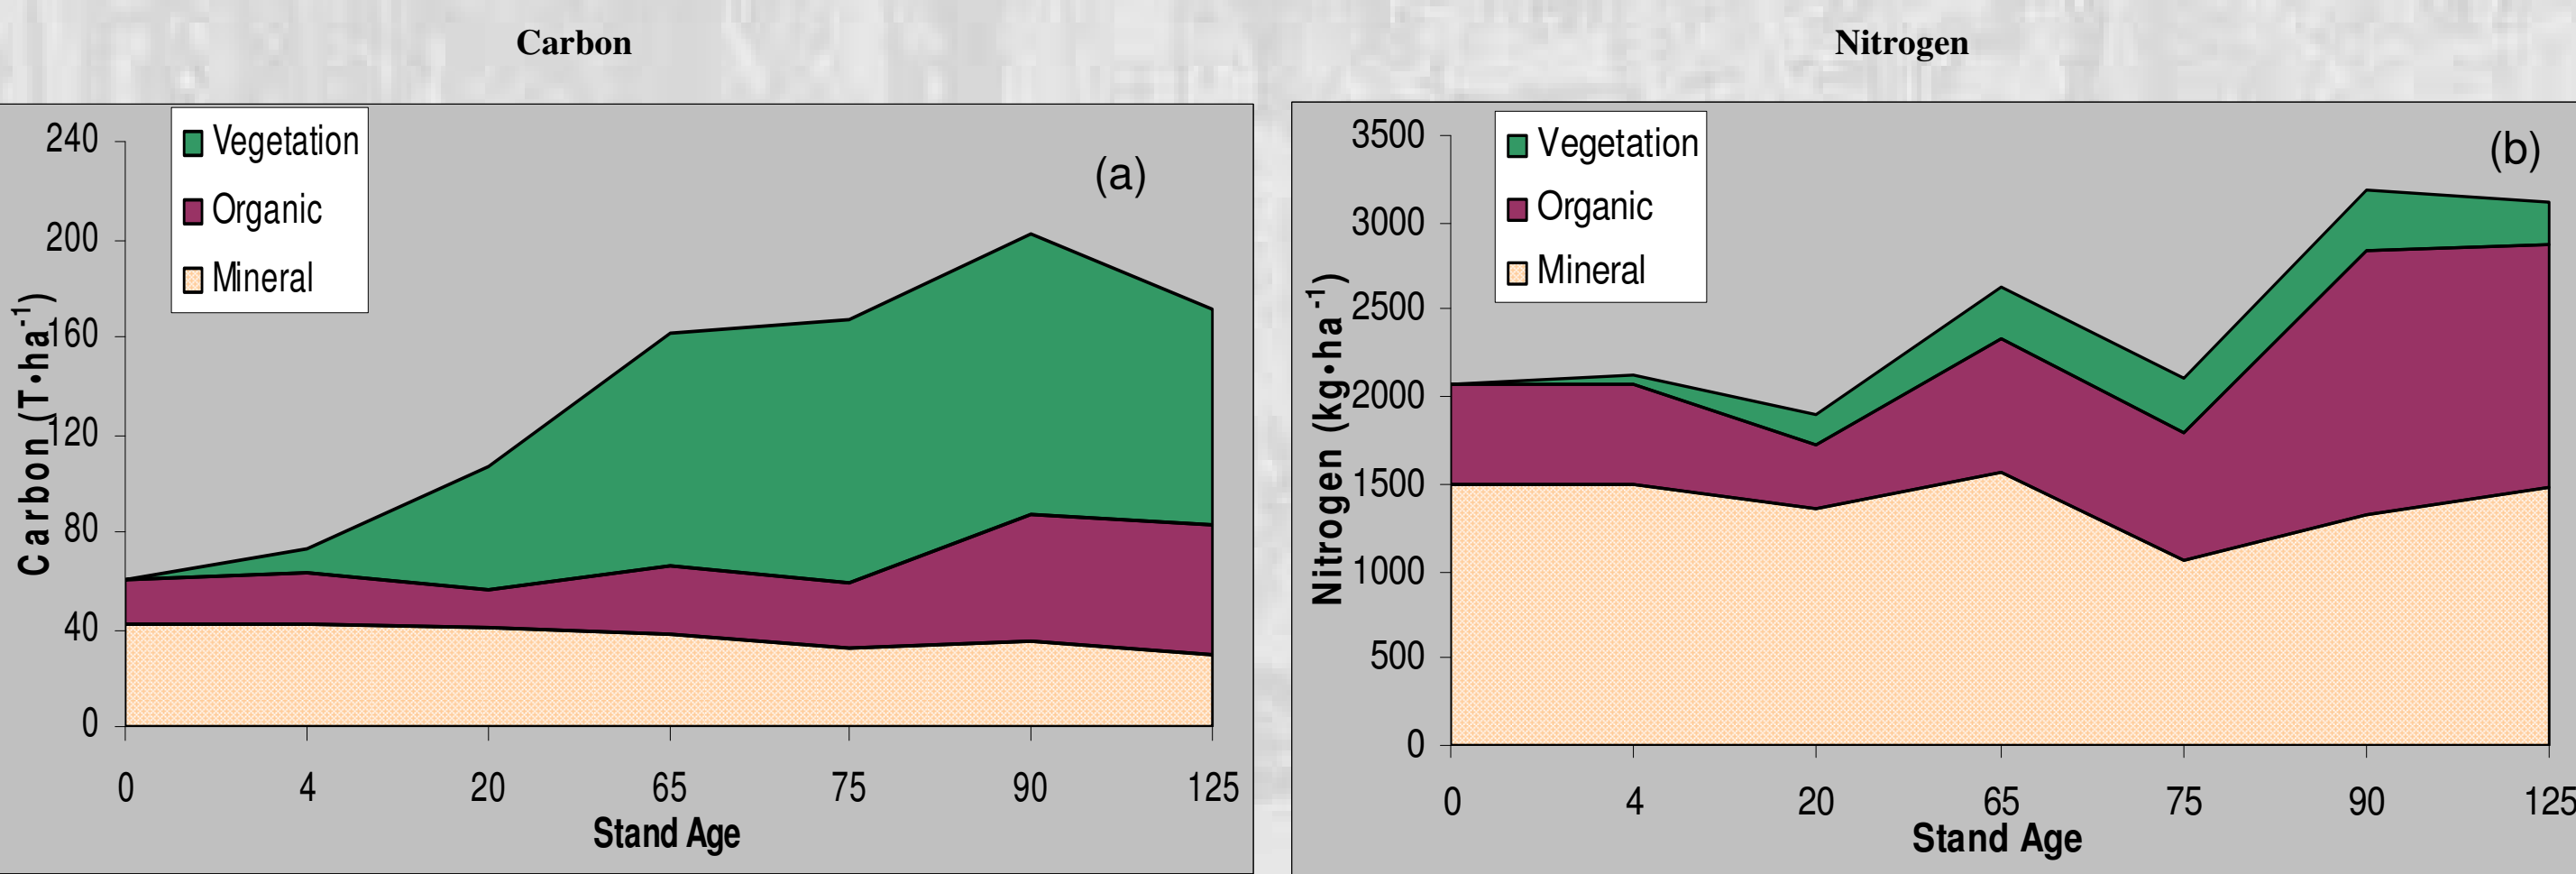 Carbon
Nitrogen
Vegetation
Organic
Mineral
(a)
240
200
160
120
80
40
0
Carbon (T•ha-1)
0 4 20 65 75 90 125
Stand Age
Vegetation
Organic
Mineral
(b)
3500
3000
2500
2000
1500
1000
500
0
Nitrogen (kg•ha-1)
0 4 20 65 75 90 125
Stand Age